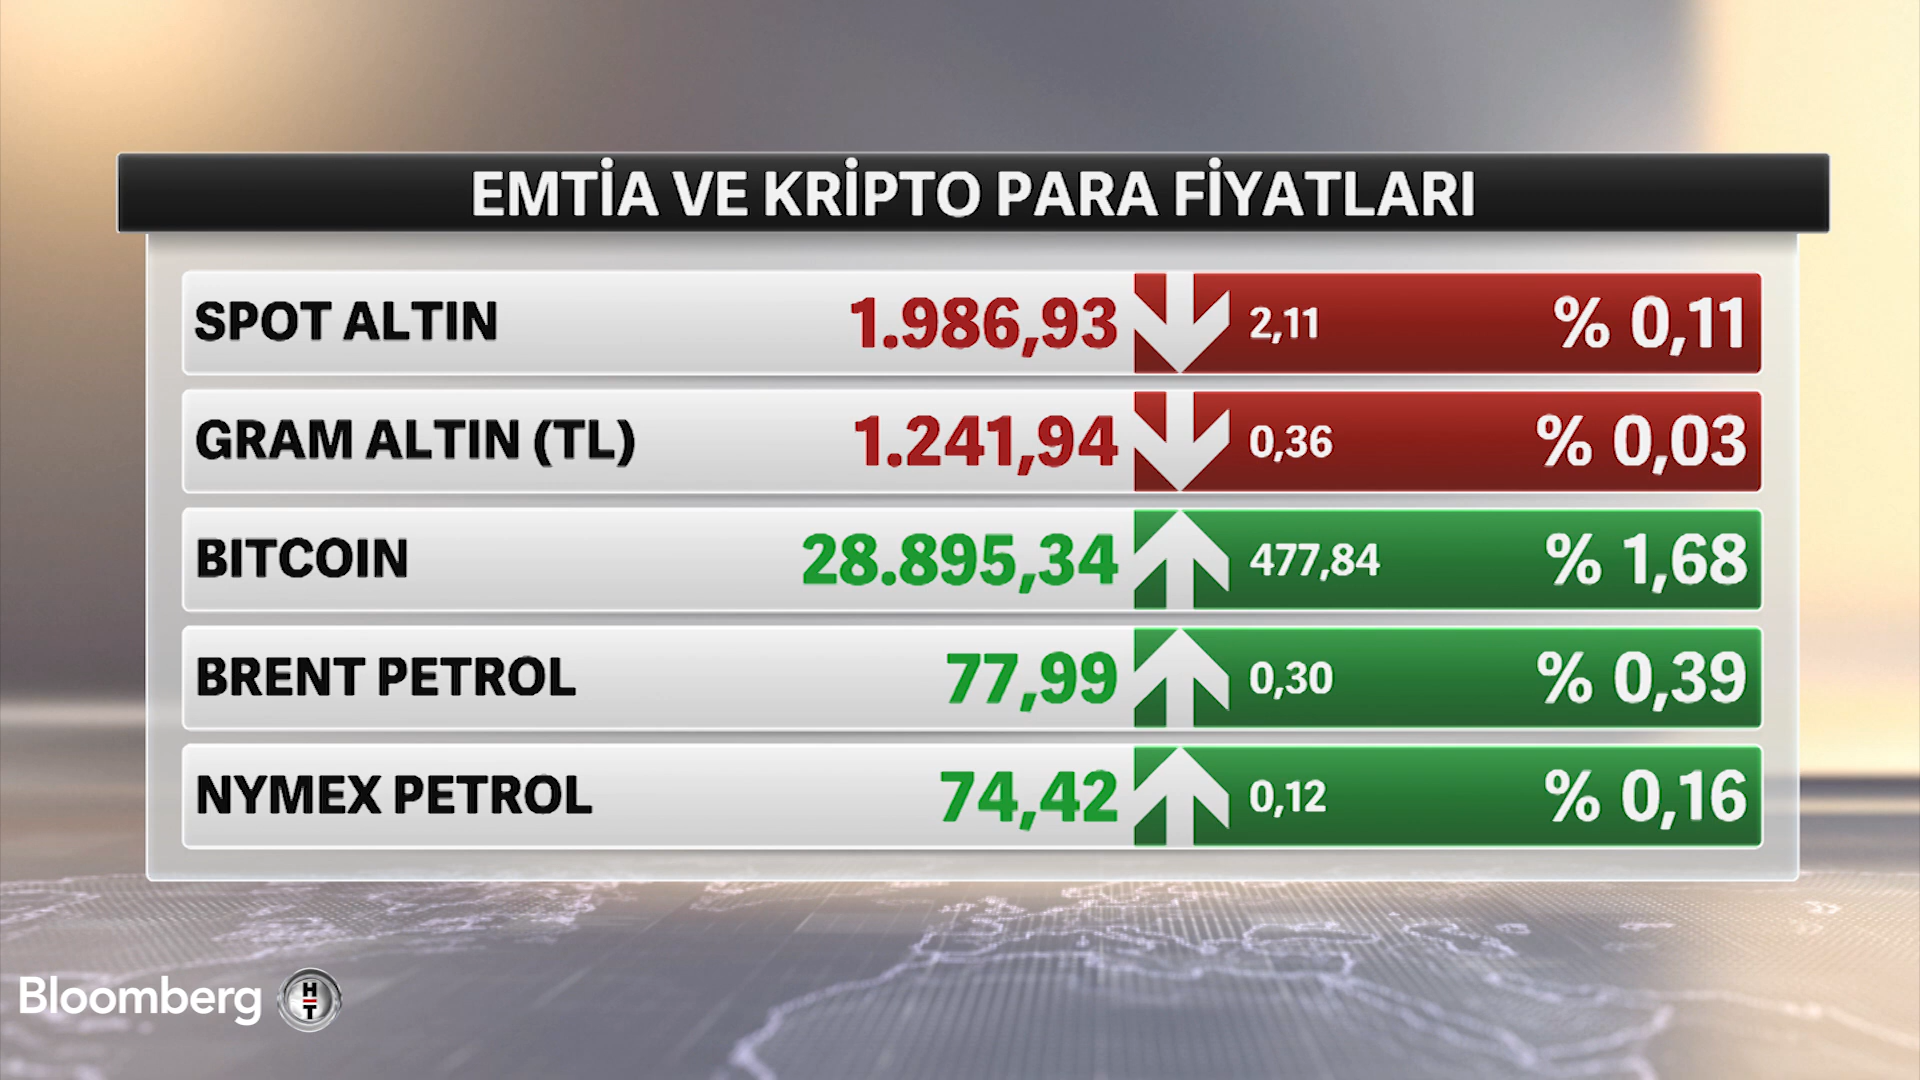 EMTİA VE KRİPTO PARA FİYATLARI
SPOT ALTIN 1.986,93 2,11 % 0,11
GRAM ALTIN (TL) 1.241,94 0,36 % 0,03
BITCOIN 28.895,34 477,84 % 1,68
BRENT PETROL 77,99 0,30 % 0,39
NYMEX PETROL 74,42 0,12 % 0,16
Bloomberg HT